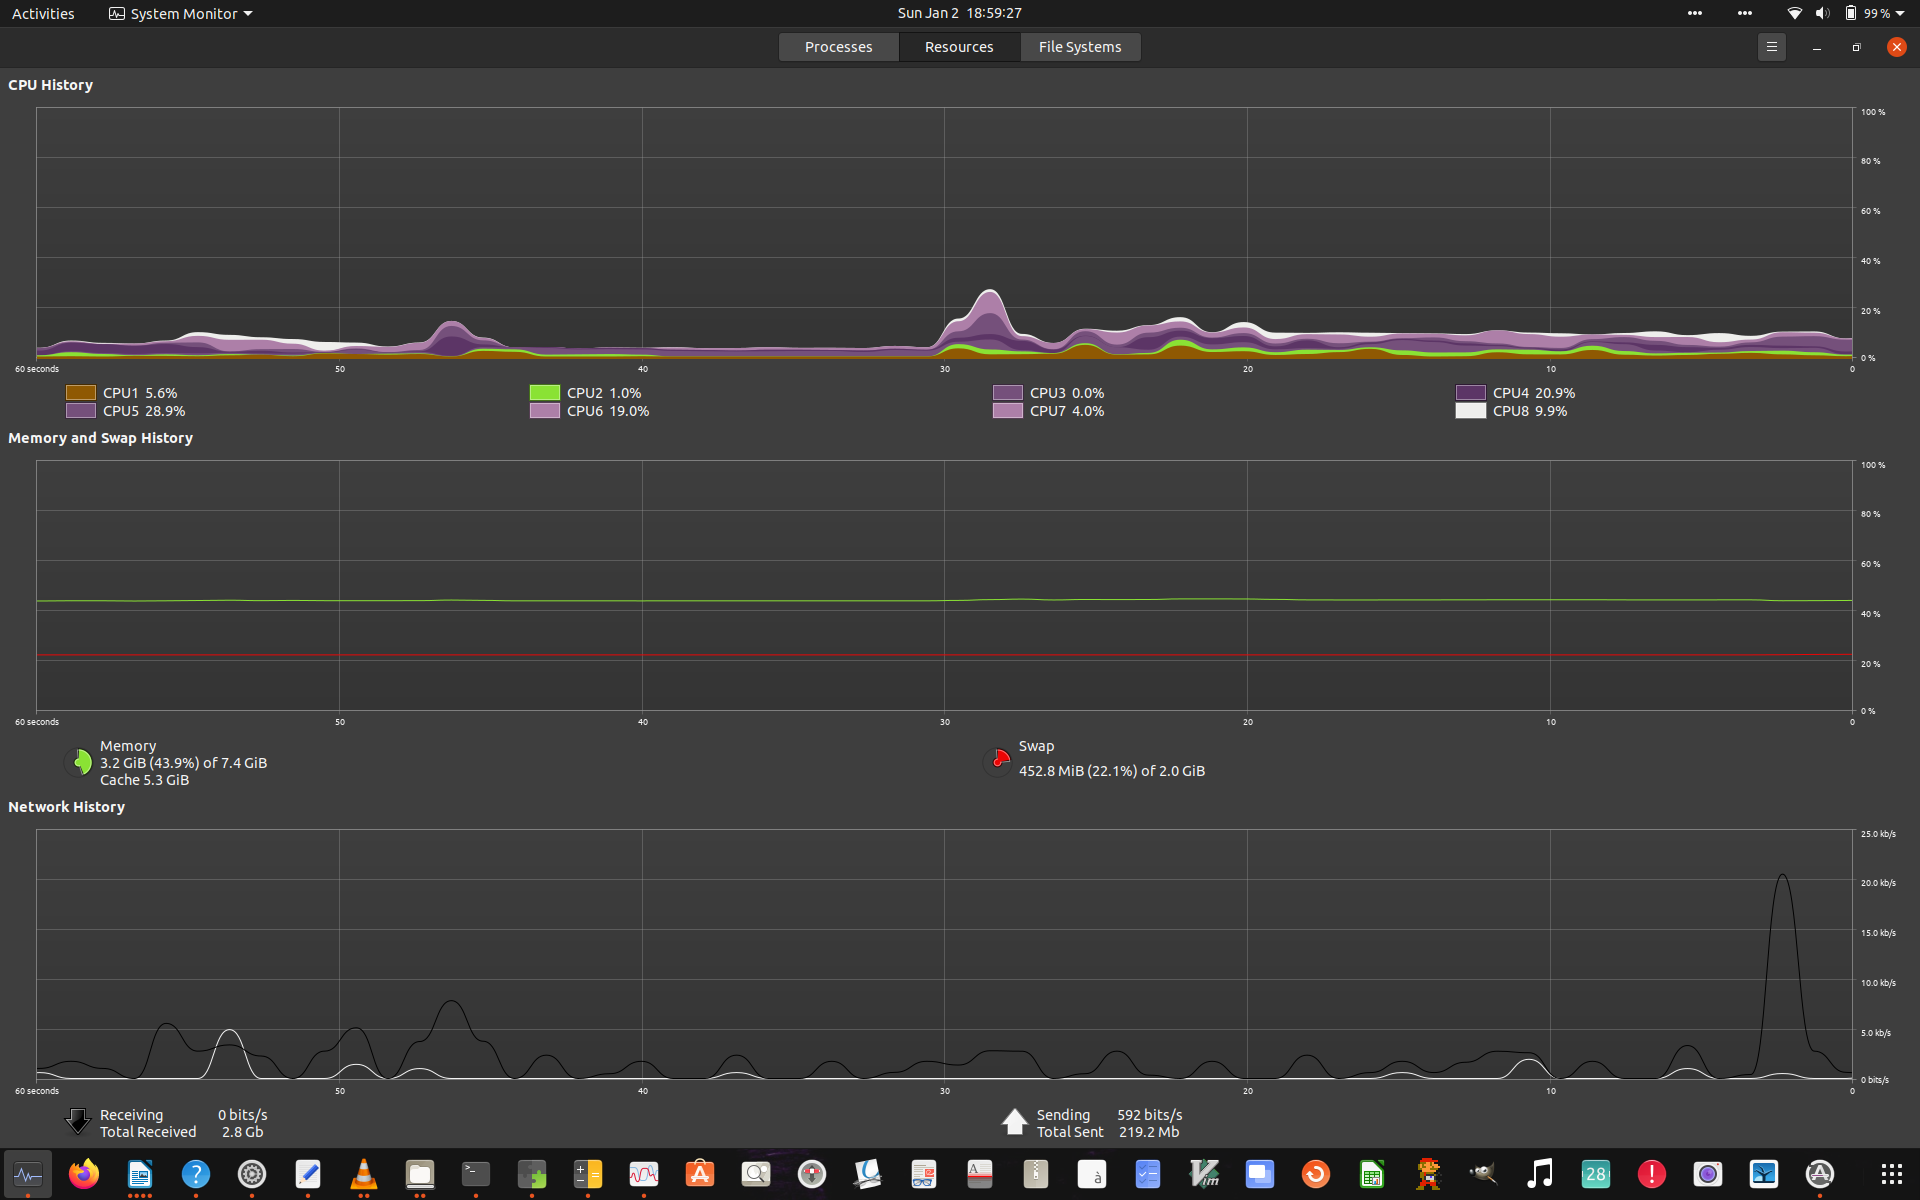 Activities
System Monitor
Sun Jan 2 18:59:27
99 %
Processes
Resources
File Systems
CPU History
100 %
80 %
60 %
40 %
20 %
0 %
60 seconds
50
40
30
20
10
0
CPU1 5.6%
CPU2 1.0%
CPU3 0.0%
CPU4 20.9%
CPU5 28.9%
CPU6 19.0%
CPU7 4.0%
CPU8 9.9%
Memory and Swap History
100 %
80 %
60 %
40 %
20 %
0 %
60 seconds
50
40
30
20
10
0
Memory
3.2 GiB (43.9%) of 7.4 GiB
Cache 5.3 GiB
Swap
452.8 MiB (22.1%) of 2.0 GiB
Network History
25.0 kb/s
20.0 kb/s
15.0 kb/s
10.0 kb/s
5.0 kb/s
0 bits/s
60 seconds
50
40
30
20
10
0
Receiving 0 bits/s
Total Received 2.8 Gb
Sending 592 bits/s
Total Sent 219.2 Mb
28